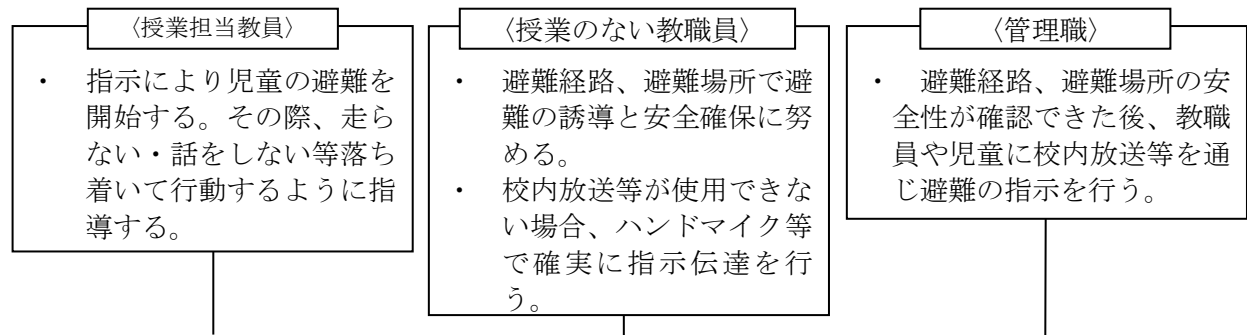 〈授業担当教員〉
・ 指示により児童の避難を
開始する。その際、走ら
ない・話をしない等落ち
着いて行動するように指
導する。
〈授業のない教職員〉
・ 避難経路、避難場所で避
難の誘導と安全確保に努
める。
・ 校内放送等が使用できな
い場合、ハンドマイク等
で確実に指示伝達を行
う。
〈管理職〉
・ 避難経路、避難場所の安
全性が確認できた後、教職
員や児童に校内放送等を通
じ避難の指示を行う。